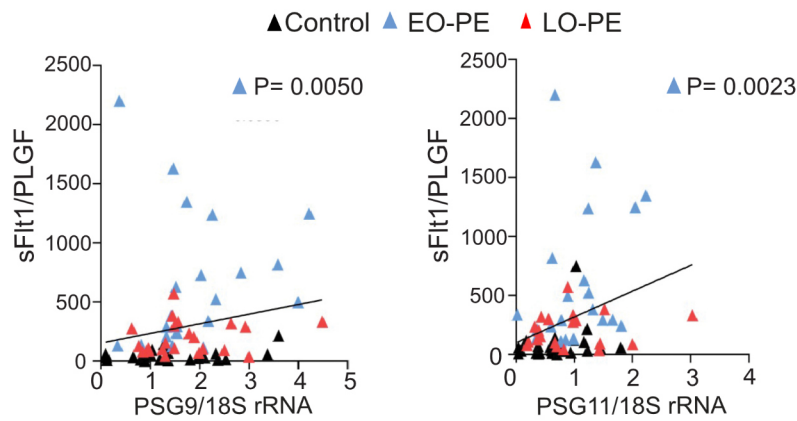 Control EO-PE LO-PE
2500
2000
1500
1000
500
0
sFlt1/PLGF
P= 0.0050
0 1 2 3 4 5
PSG9/18S rRNA
2500
2000
1500
1000
500
0
sFlt1/PLGF
P= 0.0023
0 1 2 3 4
PSG11/18S rRNA